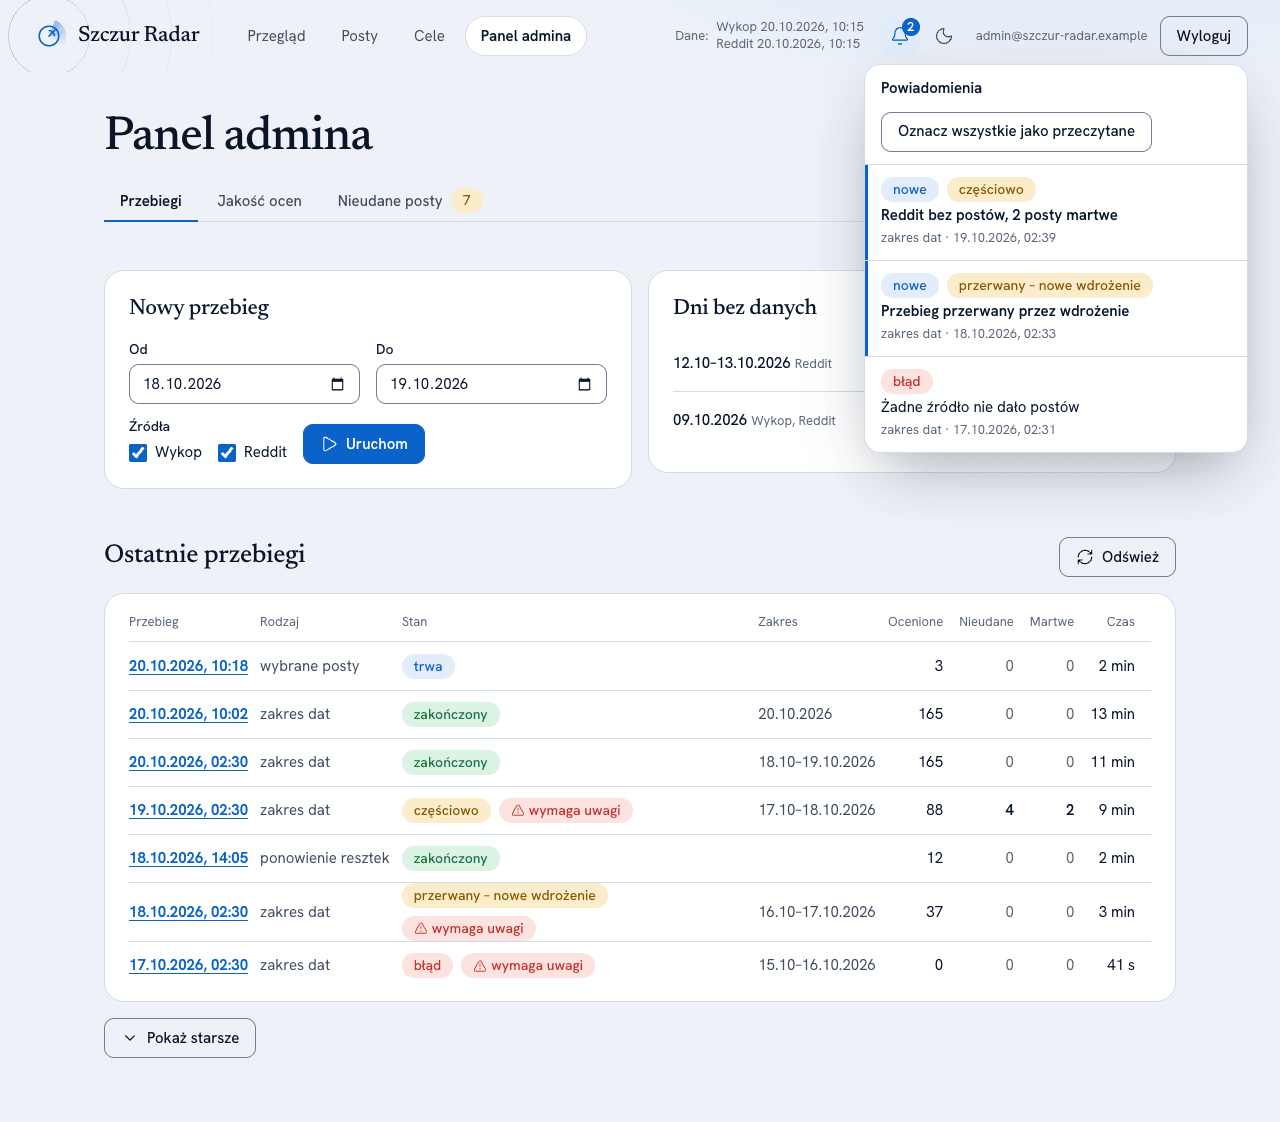 Szczur Radar
Przegląd Posty Cele Panel admina
Dane: Wykop 20.10.2026, 10:15
Reddit 20.10.2026, 10:15
2
admin@szczur-radar.example Wyloguj
Powiadomienia
Oznacz wszystkie jako przeczytane
nowe częściowo
Reddit bez postów, 2 posty martwe
zakres dat · 19.10.2026, 02:39
nowe przerwany – nowe wdrożenie
Przebieg przerwany przez wdrożenie
zakres dat · 18.10.2026, 02:33
błąd
Żadne źródło nie dało postów
zakres dat · 17.10.2026, 02:31
Panel admina
Przebiegi Jakość ocen Nieudane posty 7
Nowy przebieg
Od Do
18.10.2026 19.10.2026
Źródła
Wykop Reddit Uruchom
Dni bez danych
12.10–13.10.2026 Reddit
09.10.2026 Wykop, Reddit
Ostatnie przebiegi
Odśwież
Przebieg Rodzaj Stan Zakres Ocenione Nieudane Martwe Czas
20.10.2026, 10:18 wybrane posty trwa 3 0 0 2 min
20.10.2026, 10:02 zakres dat zakończony 20.10.2026 165 0 0 13 min
20.10.2026, 02:30 zakres dat zakończony 18.10–19.10.2026 165 0 0 11 min
19.10.2026, 02:30 zakres dat częściowo wymaga uwagi 17.10–18.10.2026 88 4 2 9 min
18.10.2026, 14:05 ponowienie resztek zakończony 12 0 0 2 min
18.10.2026, 02:30 zakres dat przerwany – nowe wdrożenie wymaga uwagi 16.10–17.10.2026 37 0 0 3 min
17.10.2026, 02:30 zakres dat błąd wymaga uwagi 15.10–16.10.2026 0 0 0 41 s
Pokaż starsze